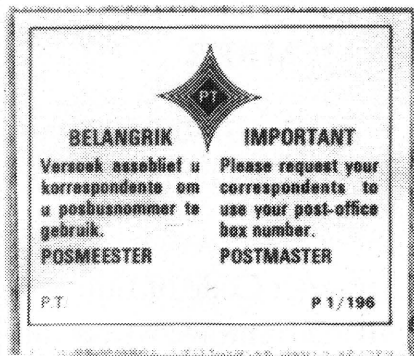 PT
BELANGRIK
Versoek asseblief u
korrespondente om
u posbusnommer te
gebruik.
POSMEESTER
IMPORTANT
Please request your
correspondents to
use your post-office
box number.
POSTMASTER
P.T.
P 1/196